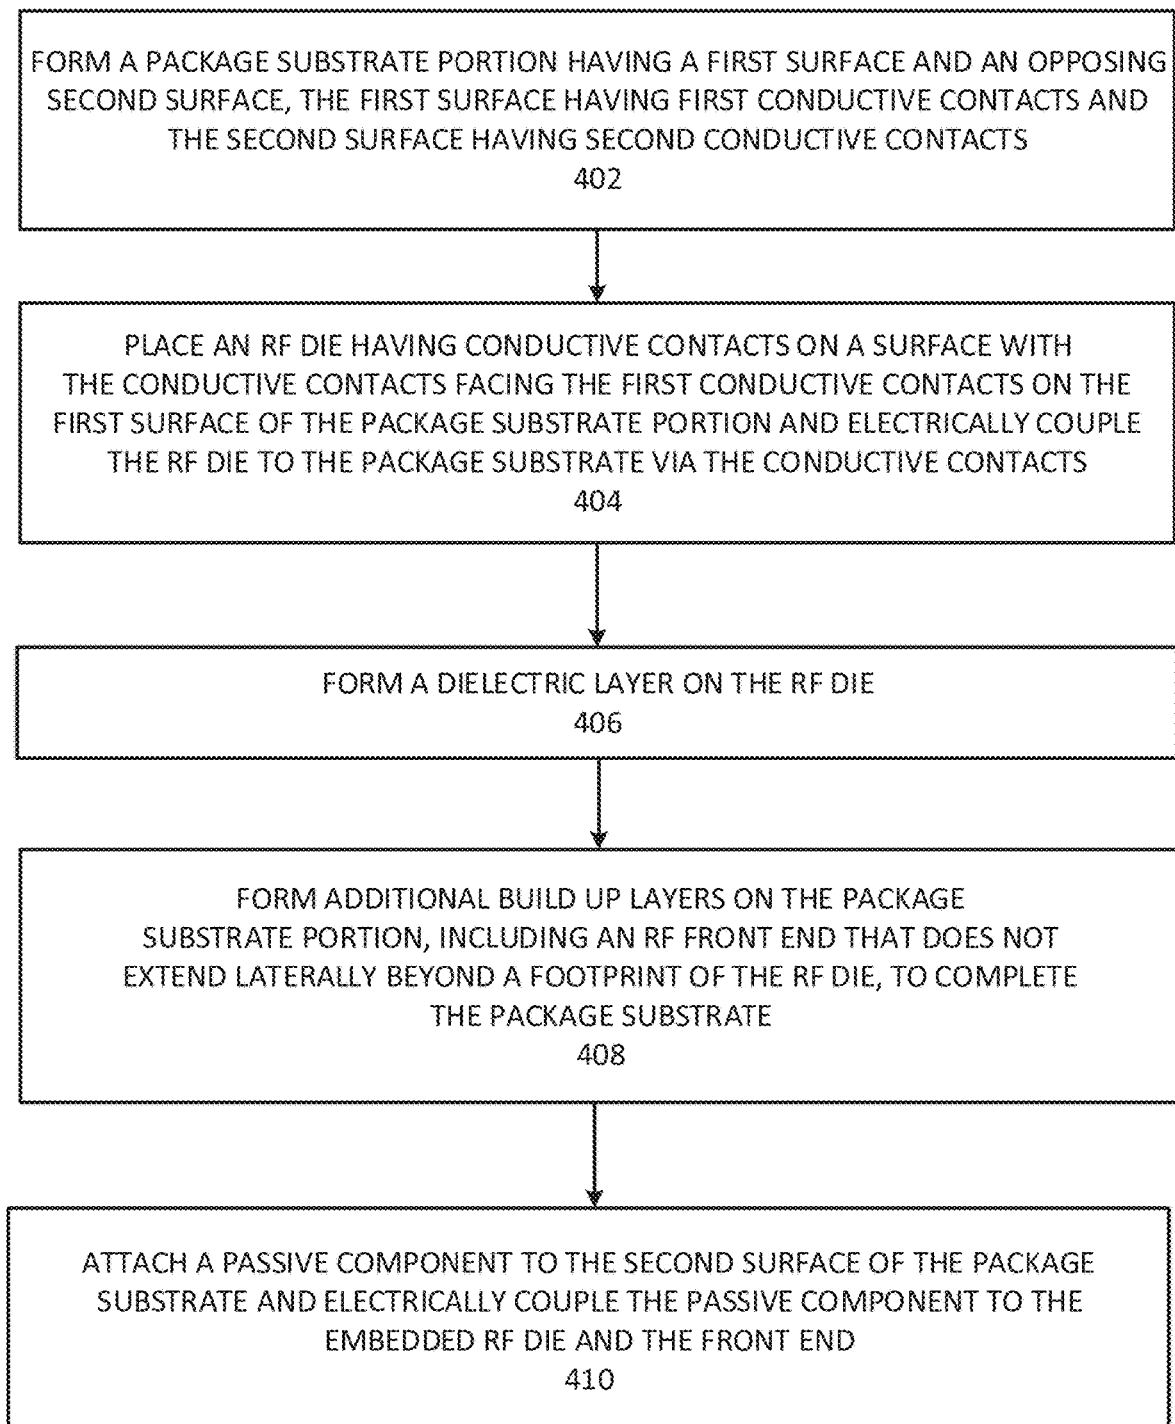 FORM A PACKAGE SUBSTRATE PORTION HAVING A FIRST SURFACE AND AN OPPOSING
SECOND SURFACE, THE FIRST SURFACE HAVING FIRST CONDUCTIVE CONTACTS AND
THE SECOND SURFACE HAVING SECOND CONDUCTIVE CONTACTS
402
PLACE AN RF DIE HAVING CONDUCTIVE CONTACTS ON A SURFACE WITH
THE CONDUCTIVE CONTACTS FACING THE FIRST CONDUCTIVE CONTACTS ON THE
FIRST SURFACE OF THE PACKAGE SUBSTRATE PORTION AND ELECTRICALLY COUPLE
THE RF DIE TO THE PACKAGE SUBSTRATE VIA THE CONDUCTIVE CONTACTS
404
FORM A DIELECTRIC LAYER ON THE RF DIE
406
FORM ADDITIONAL BUILD UP LAYERS ON THE PACKAGE
SUBSTRATE PORTION, INCLUDING AN RF FRONT END THAT DOES NOT
EXTEND LATERALLY BEYOND A FOOTPRINT OF THE RF DIE, TO COMPLETE
THE PACKAGE SUBSTRATE
408
ATTACH A PASSIVE COMPONENT TO THE SECOND SURFACE OF THE PACKAGE
SUBSTRATE AND ELECTRICALLY COUPLE THE PASSIVE COMPONENT TO THE
EMBEDDED RF DIE AND THE FRONT END
410